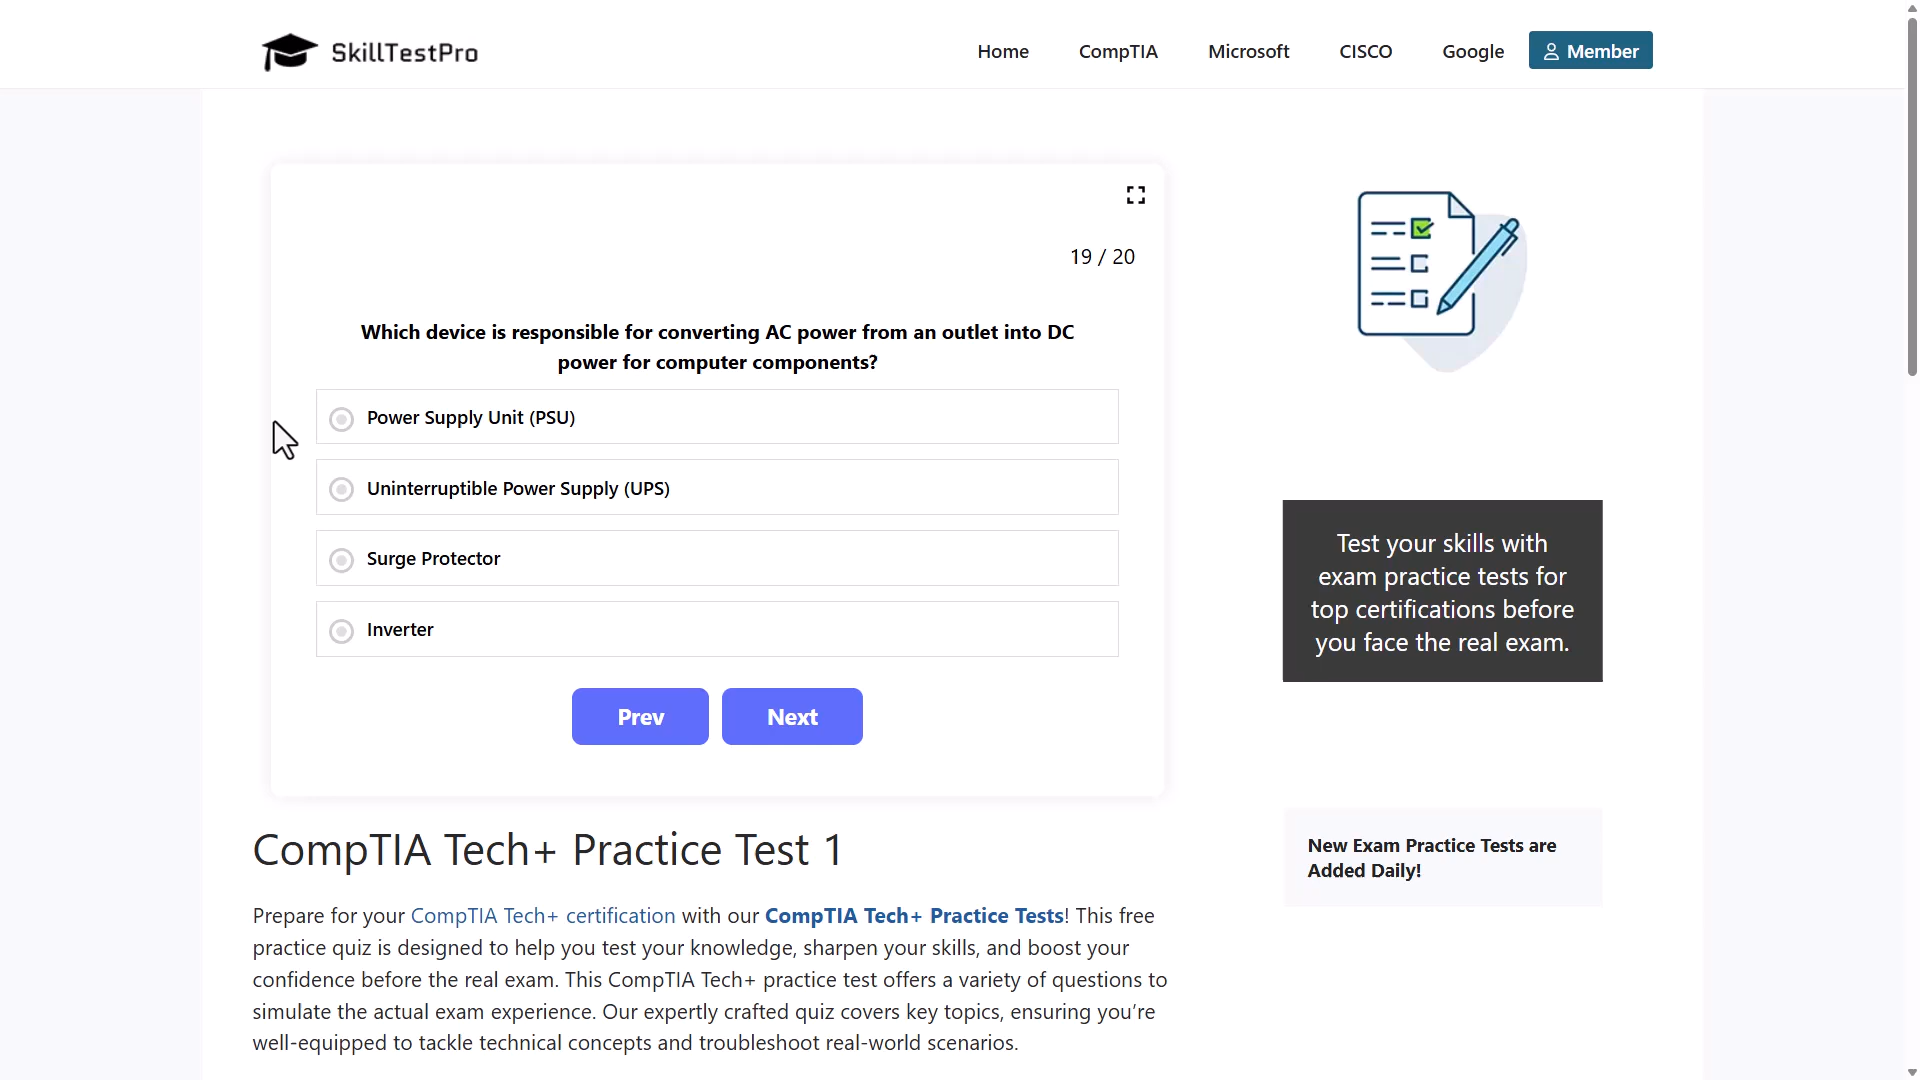 SkillTestPro
Home
CompTIA
Microsoft
CISCO
Google
Member
19 / 20
Which device is responsible for converting AC power from an outlet into DC
power for computer components?
Power Supply Unit (PSU)
Uninterruptible Power Supply (UPS)
Surge Protector
Inverter
Prev
Next
Test your skills with
exam practice tests for
top certifications before
you face the real exam.
New Exam Practice Tests are
Added Daily!
CompTIA Tech+ Practice Test 1
Prepare for your CompTIA Tech+ certification with our CompTIA Tech+ Practice Tests! This free
practice quiz is designed to help you test your knowledge, sharpen your skills, and boost your
confidence before the real exam. This CompTIA Tech+ practice test offers a variety of questions to
simulate the actual exam experience. Our expertly crafted quiz covers key topics, ensuring you’re
well-equipped to tackle technical concepts and troubleshoot real-world scenarios.